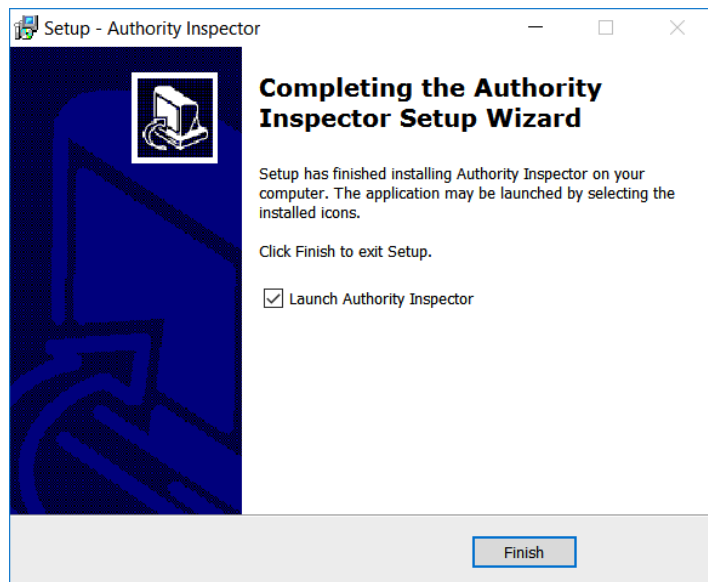 Setup - Authority Inspector
Completing the Authority
Inspector Setup Wizard
Setup has finished installing Authority Inspector on your
computer. The application may be launched by selecting the
installed icons.
Click Finish to exit Setup.
Launch Authority Inspector
Finish